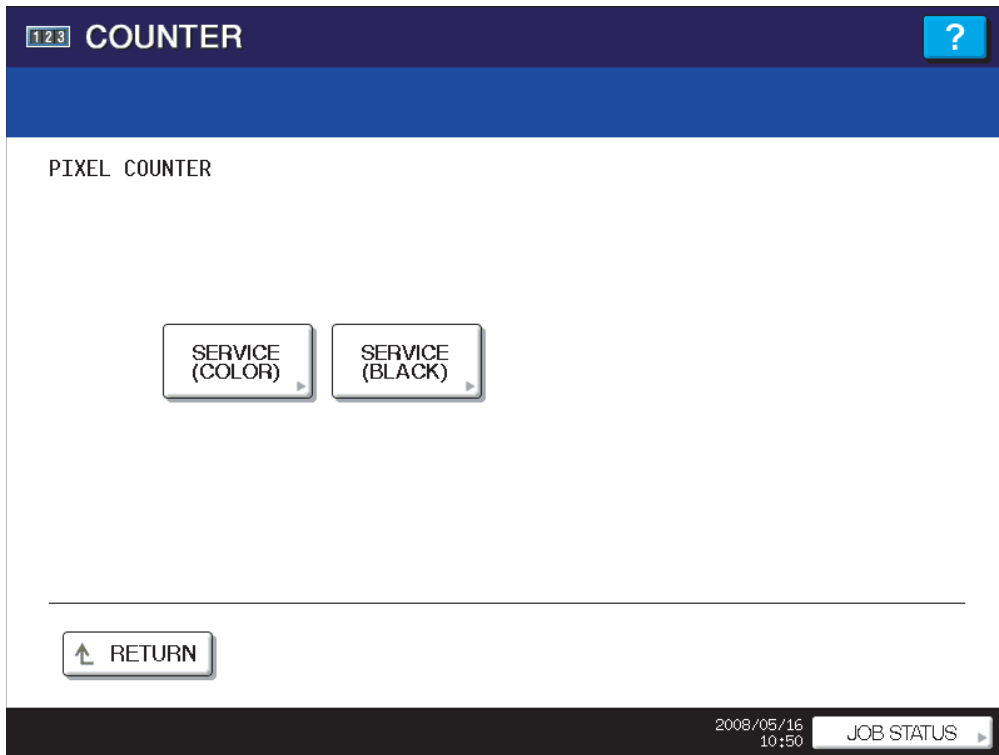 123 COUNTER ?
PIXEL COUNTER
SERVICE
(COLOR)
SERVICE
(BLACK)
RETURN
2008/05/16
10:50
JOB STATUS